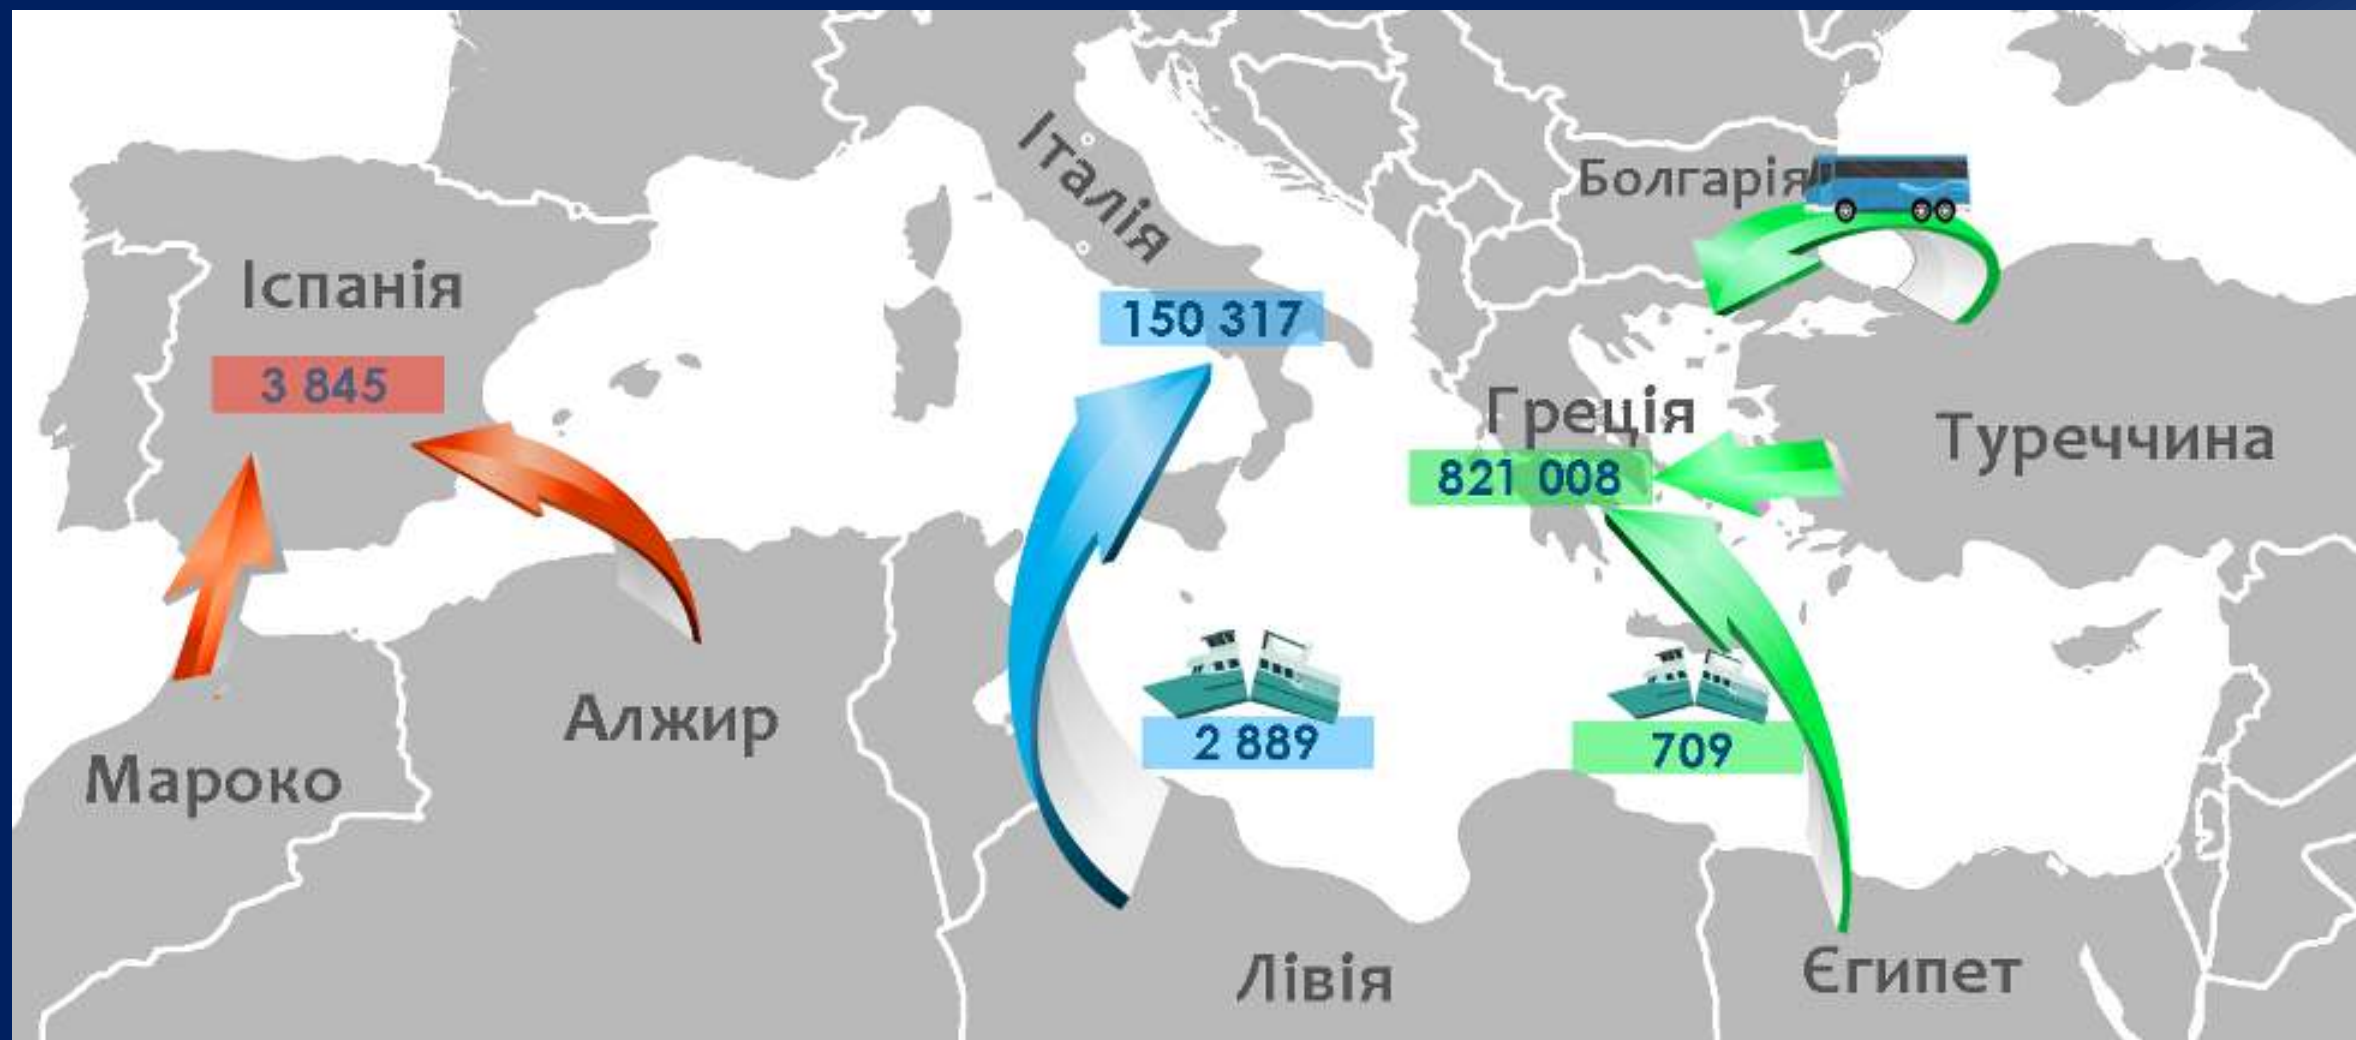 Італія
Болгарія
Іспанія
150 317
3 845
Греція
821 008
Туреччина
Алжир
2 889
709
Мароко
Лівія
Єгипет